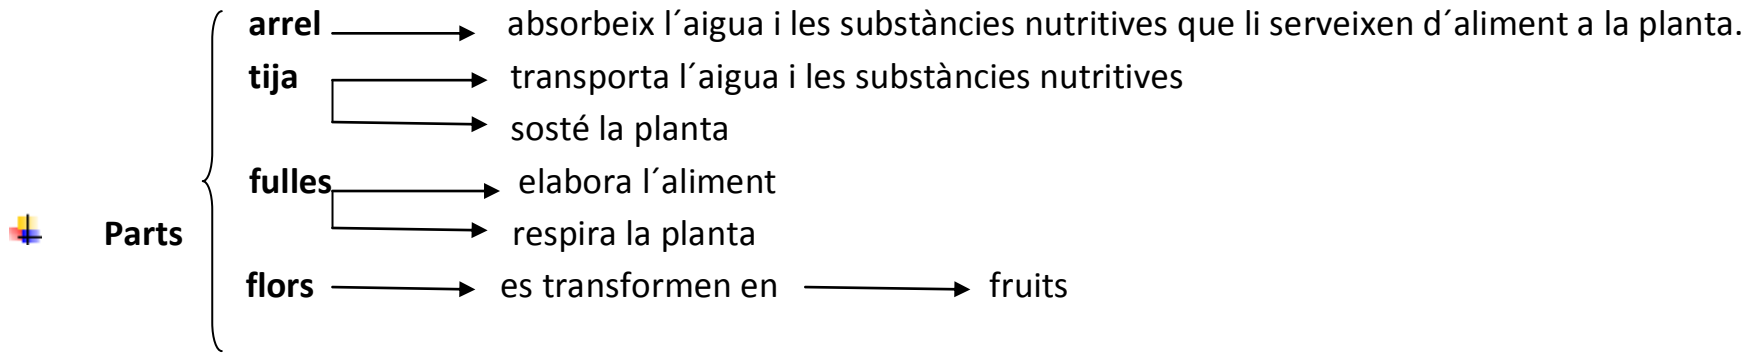 arrel absorbeix l´aigua i les substàncies nutritives que li serveixen d´aliment a la planta.
tija transporta l´aigua i les substàncies nutritives
sosté la planta
fulles elabora l´aliment
Parts respira la planta
flors es transformen en fruits